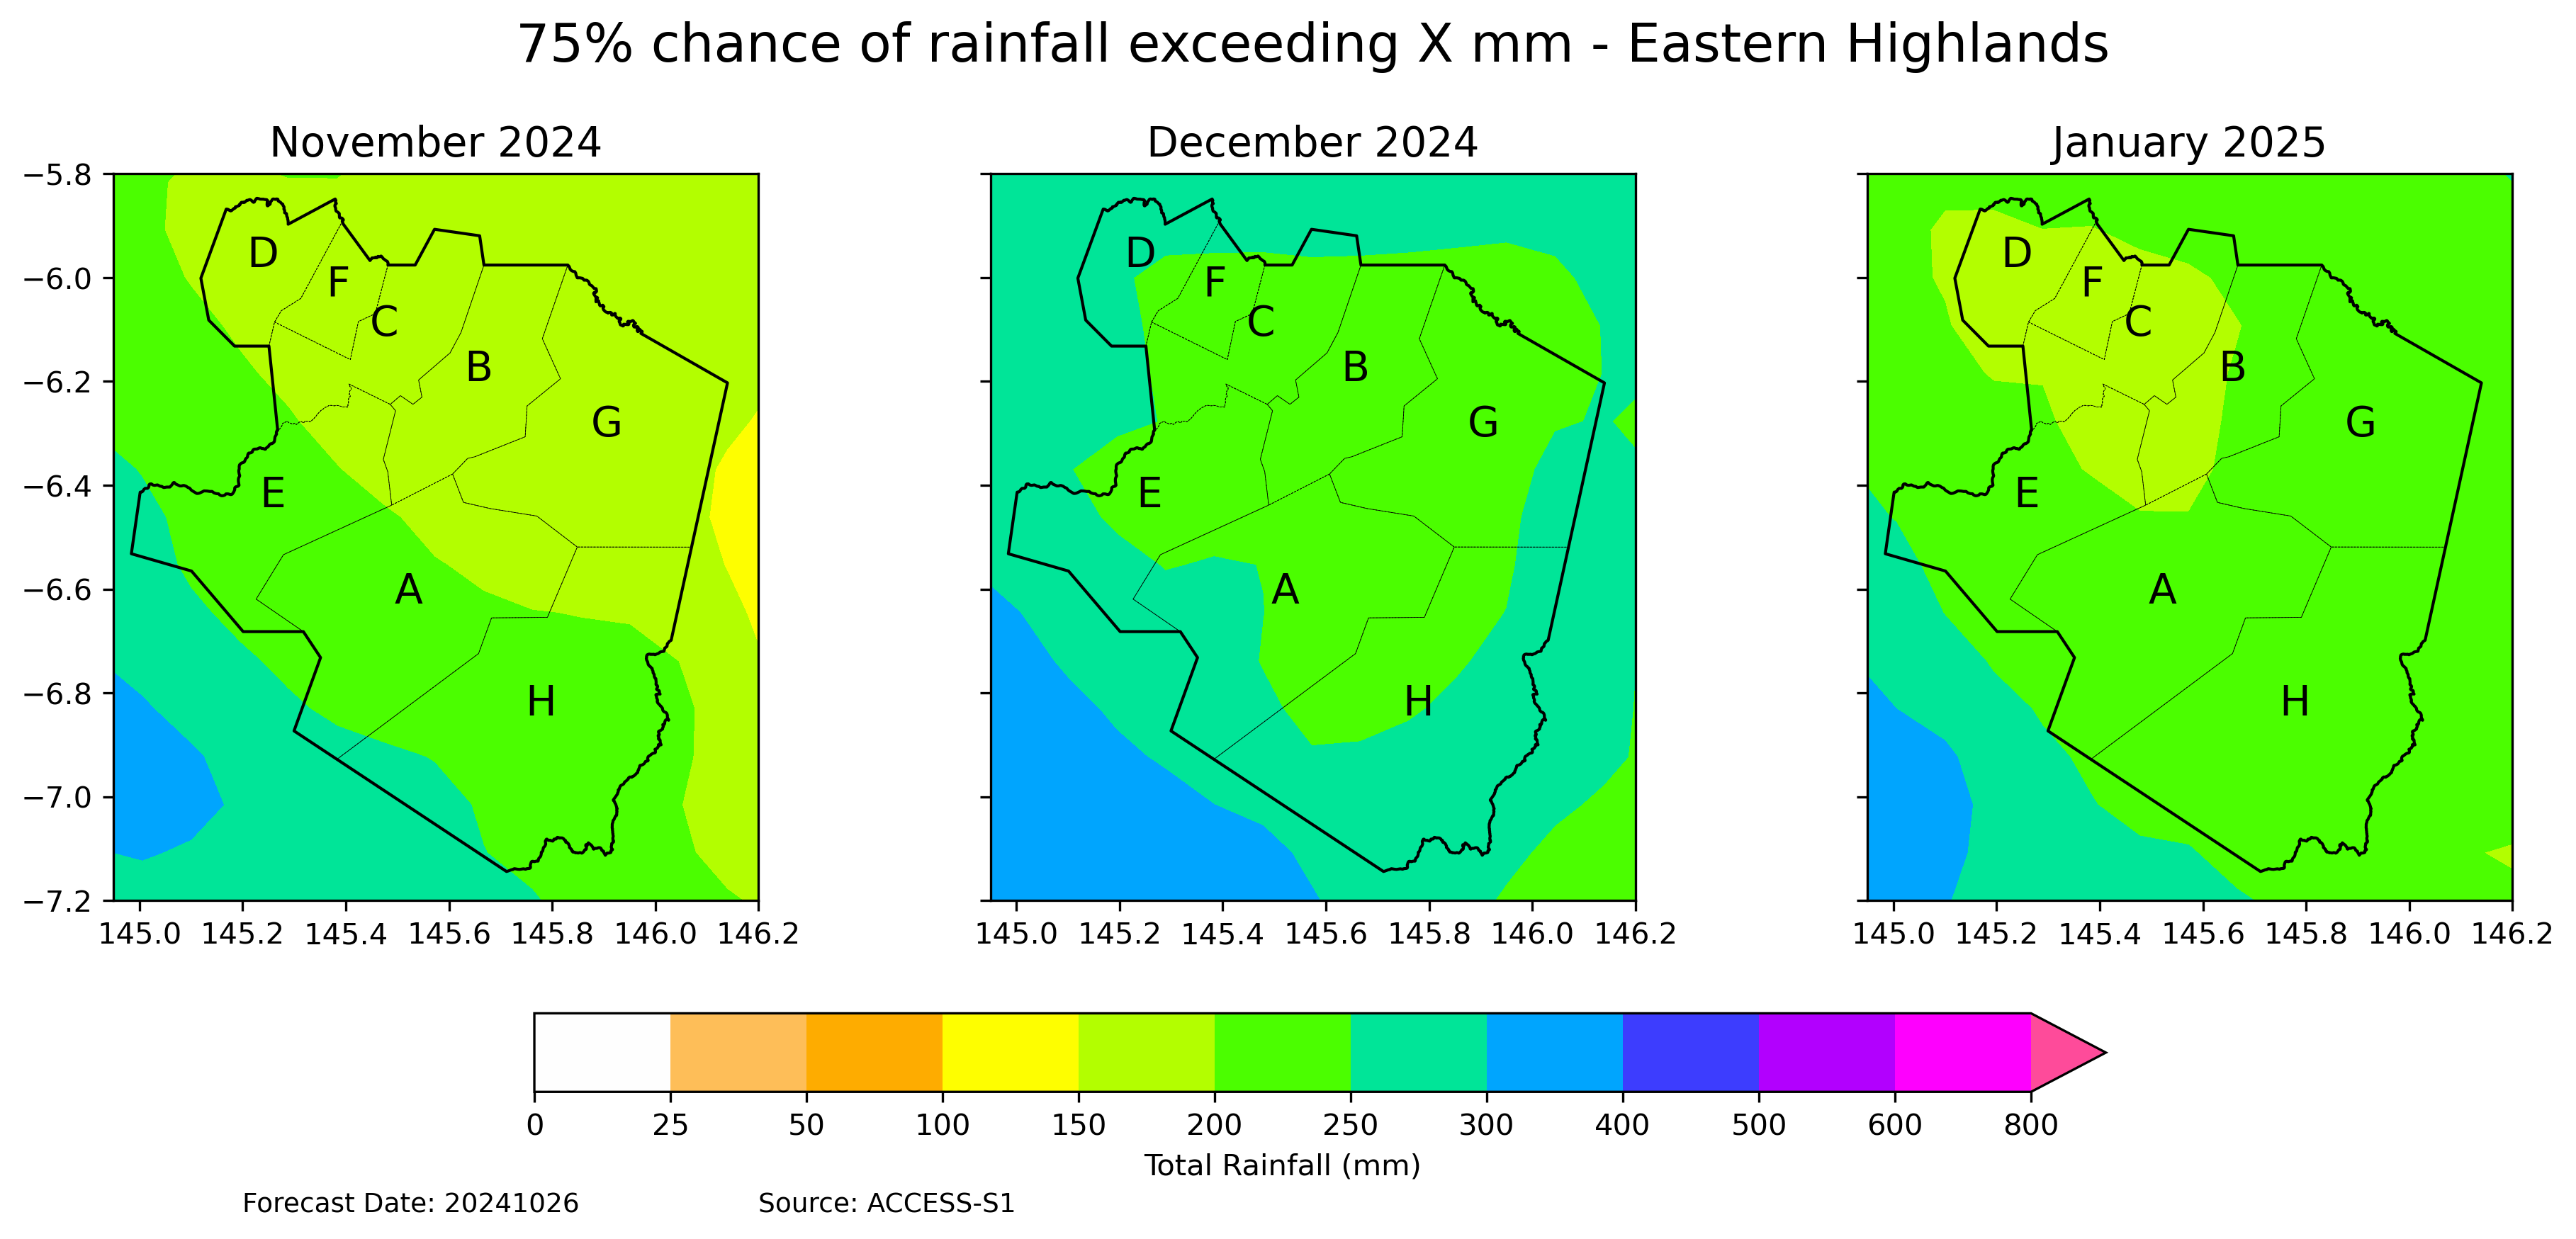 75% chance of rainfall exceeding X mm - Eastern Highlands
November 2024
December 2024
January 2025
−5.8
−6.0
−6.2
−6.4
−6.6
−6.8
−7.0
−7.2
D
F
C
B
G
E
A
H
D
F
C
B
G
E
A
H
D
F
C
B
G
E
A
H
145.0 145.2 145.4 145.6 145.8 146.0 146.2
145.0 145.2 145.4 145.6 145.8 146.0 146.2
145.0 145.2 145.4 145.6 145.8 146.0 146.2
0 25 50 100 150 200 250 300 400 500 600 800
Total Rainfall (mm)
Forecast Date: 20241026
Source: ACCESS-S1